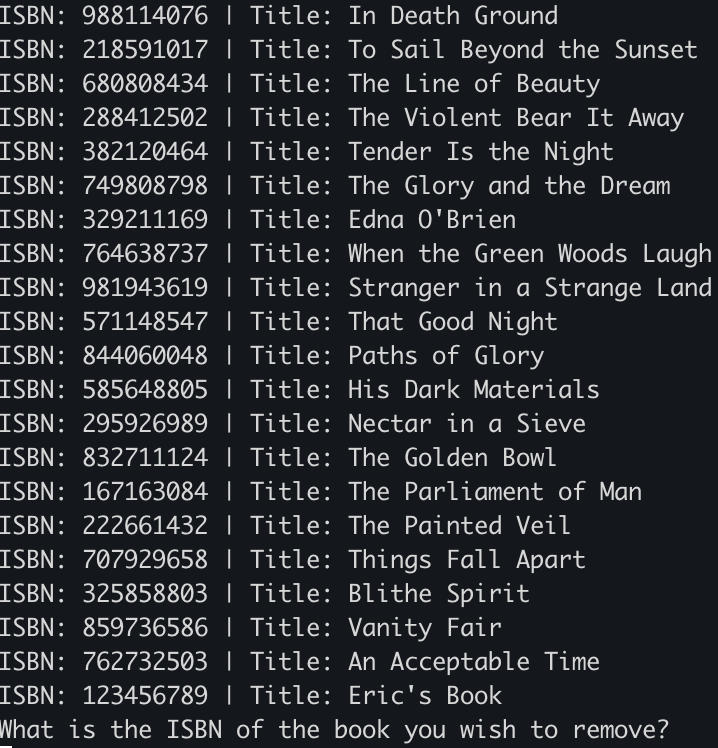 ISBN: 988114076 | Title: In Death Ground
ISBN: 218591017 | Title: To Sail Beyond the Sunset
ISBN: 680808434 | Title: The Line of Beauty
ISBN: 288412502 | Title: The Violent Bear It Away
ISBN: 382120464 | Title: Tender Is the Night
ISBN: 749808798 | Title: The Glory and the Dream
ISBN: 329211169 | Title: Edna O'Brien
ISBN: 764638737 | Title: When the Green Woods Laugh
ISBN: 981943619 | Title: Stranger in a Strange Land
ISBN: 571148547 | Title: That Good Night
ISBN: 844060048 | Title: Paths of Glory
ISBN: 585648805 | Title: His Dark Materials
ISBN: 295926989 | Title: Nectar in a Sieve
ISBN: 832711124 | Title: The Golden Bowl
ISBN: 167163084 | Title: The Parliament of Man
ISBN: 222661432 | Title: The Painted Veil
ISBN: 707929658 | Title: Things Fall Apart
ISBN: 325858803 | Title: Blithe Spirit
ISBN: 859736586 | Title: Vanity Fair
ISBN: 762732503 | Title: An Acceptable Time
ISBN: 123456789 | Title: Eric's Book
What is the ISBN of the book you wish to remove?